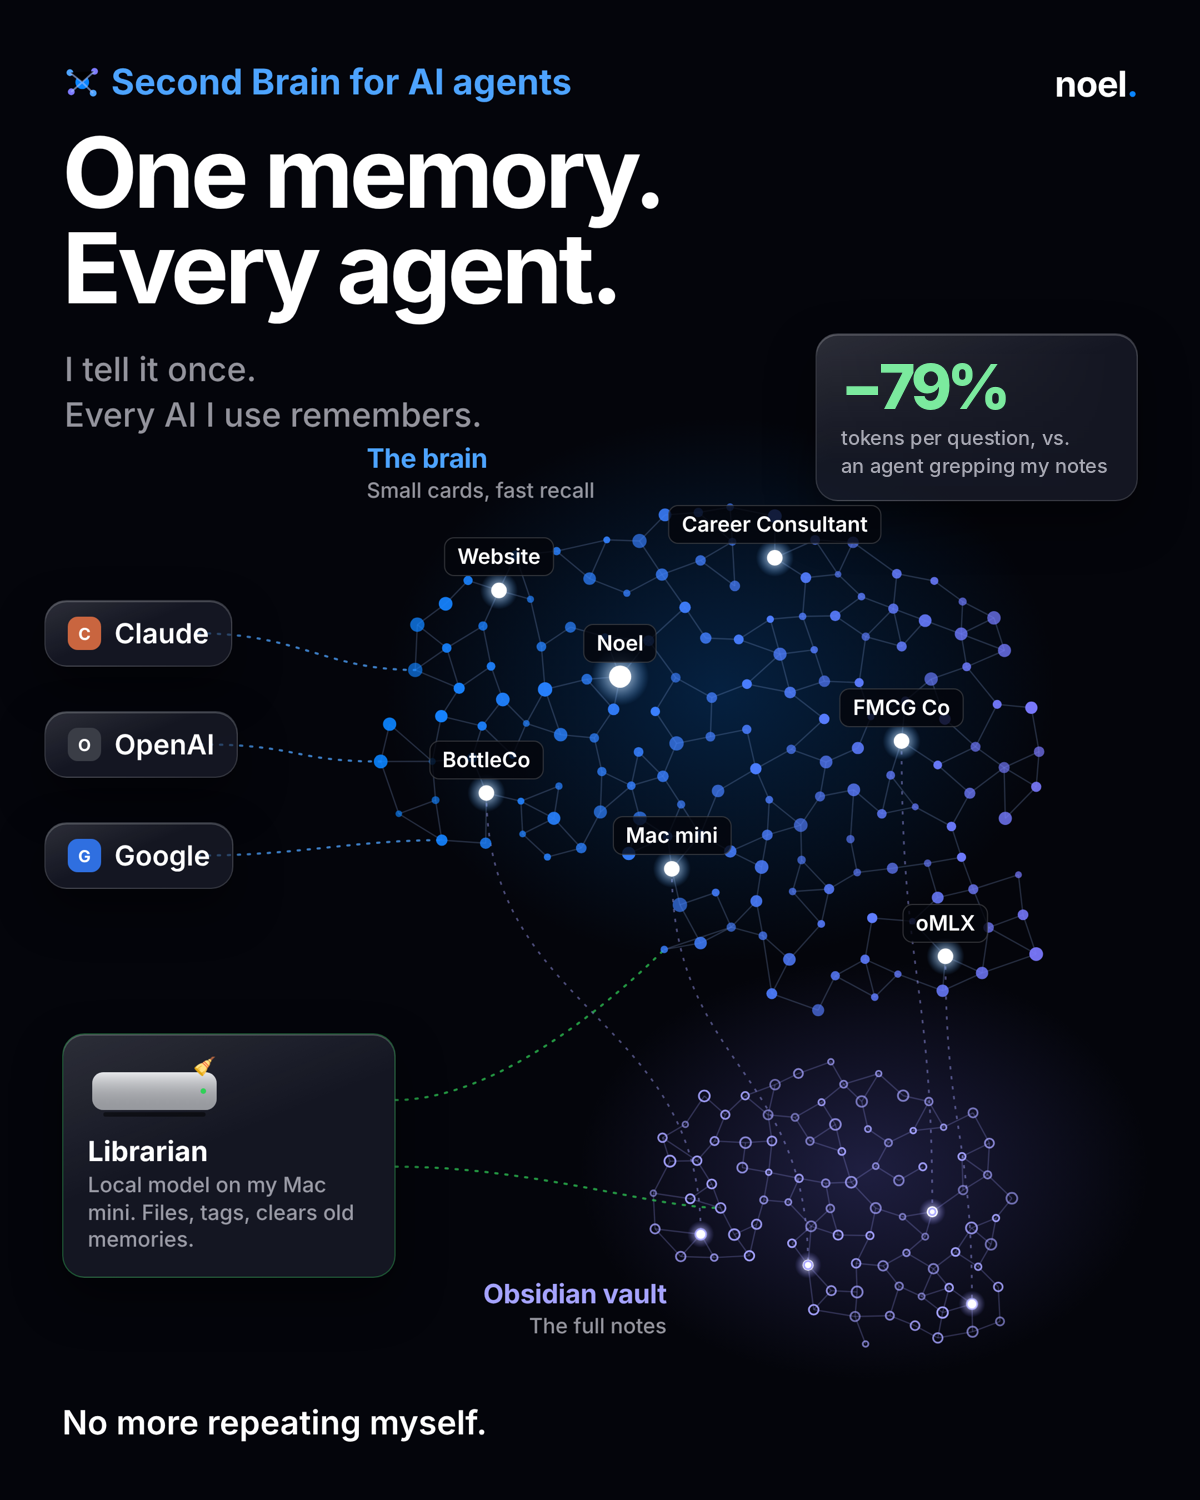 Second Brain for AI agents
noel.
One memory.
Every agent.
I tell it once.
Every AI I use remembers.
−79%
tokens per question, vs.
an agent grepping my notes
The brain
Small cards, fast recall
Career Consultant
Website
Noel
FMCG Co
BottleCo
Mac mini
oMLX
C Claude
O OpenAI
G Google
Librarian
Local model on my Mac
mini. Files, tags, clears old
memories.
Obsidian vault
The full notes
No more repeating myself.